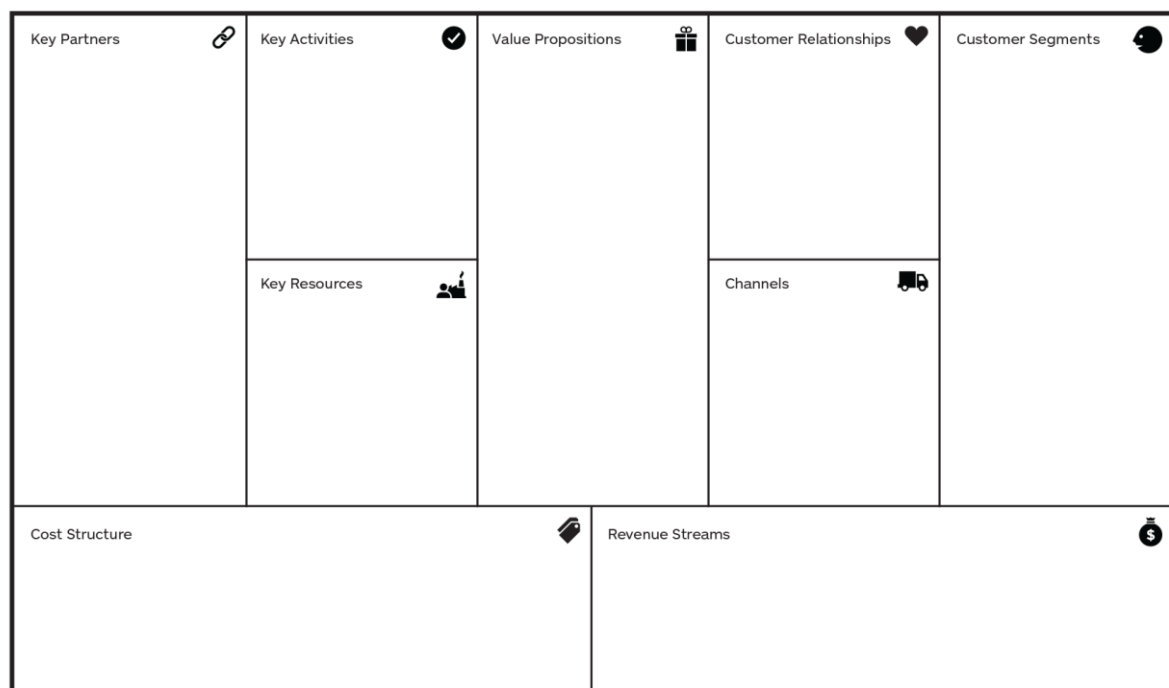 Key Partners
Key Activities
Value Propositions
Customer Relationships
Customer Segments
Key Resources
Channels
Cost Structure
Revenue Streams
$